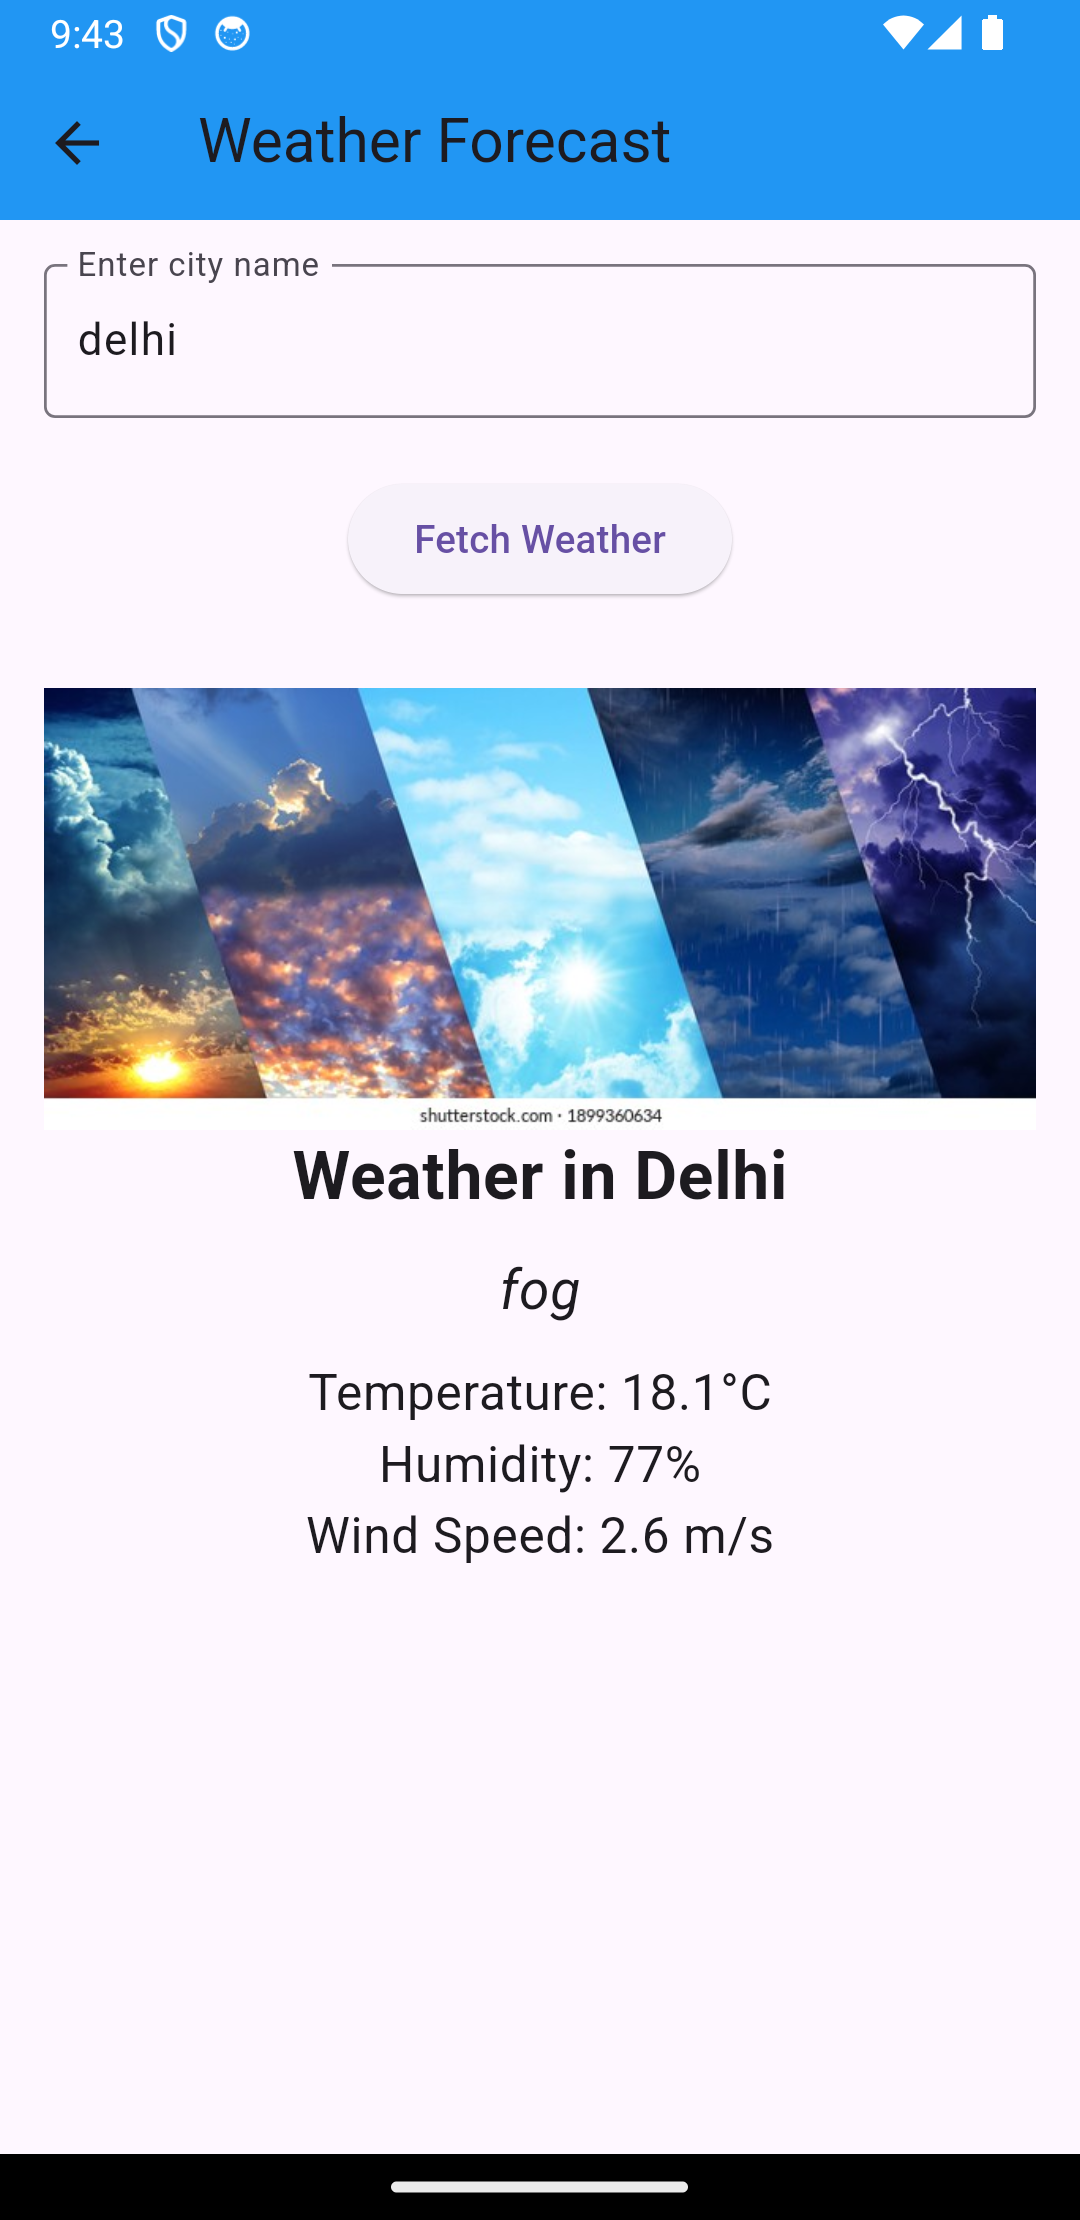 9:43
Weather Forecast
Enter city name
delhi
Fetch Weather
shutterstock.com · 1899360634
Weather in Delhi
fog
Temperature: 18.1°C
Humidity: 77%
Wind Speed: 2.6 m/s